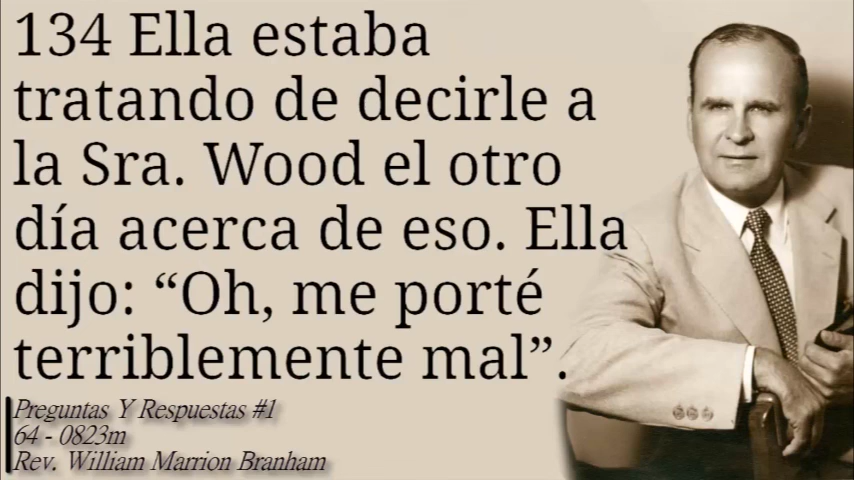 134 Ella estaba
tratando de decirle a
la Sra. Wood el otro
día acerca de eso. Ella
dijo: “Oh, me porté
terriblemente mal”.
Preguntas Y Respuestas #1
64 - 0823m
Rev. William Marrion Branham